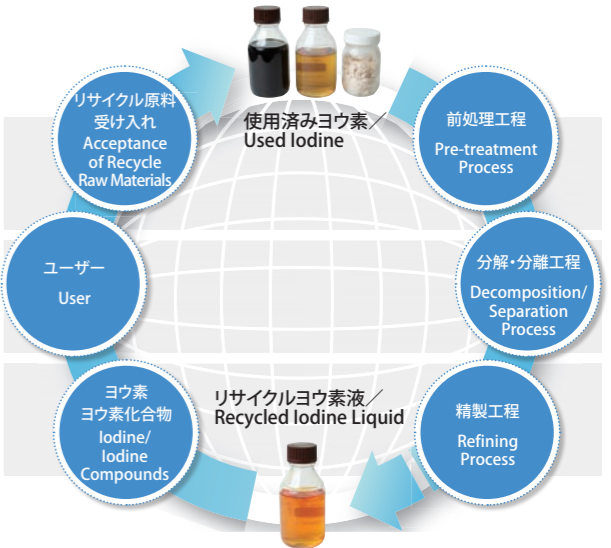 使用済みヨウ素／
Used Iodine
前処理工程
Pre-treatment
Process
分解・分離工程
Decomposition/
Separation
Process
精製工程
Refining
Process
リサイクルヨウ素液／
Recycled Iodine Liquid
ヨウ素
ヨウ素化合物
Iodine/
Iodine
Compounds
ユーザー
User
リサイクル原料
受け入れ
Acceptance
of Recycle
Raw Materials